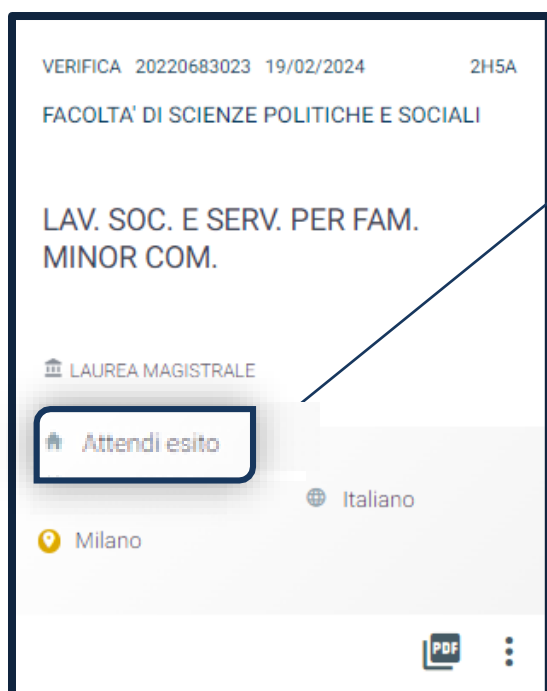 VERIFICA 20220683023 19/02/2024 2H5A
FACOLTA' DI SCIENZE POLITICHE E SOCIALI
LAV. SOC. E SERV. PER FAM.
MINOR COM.
LAUREA MAGISTRALE
Attendi esito
Italiano
Milano
PDF